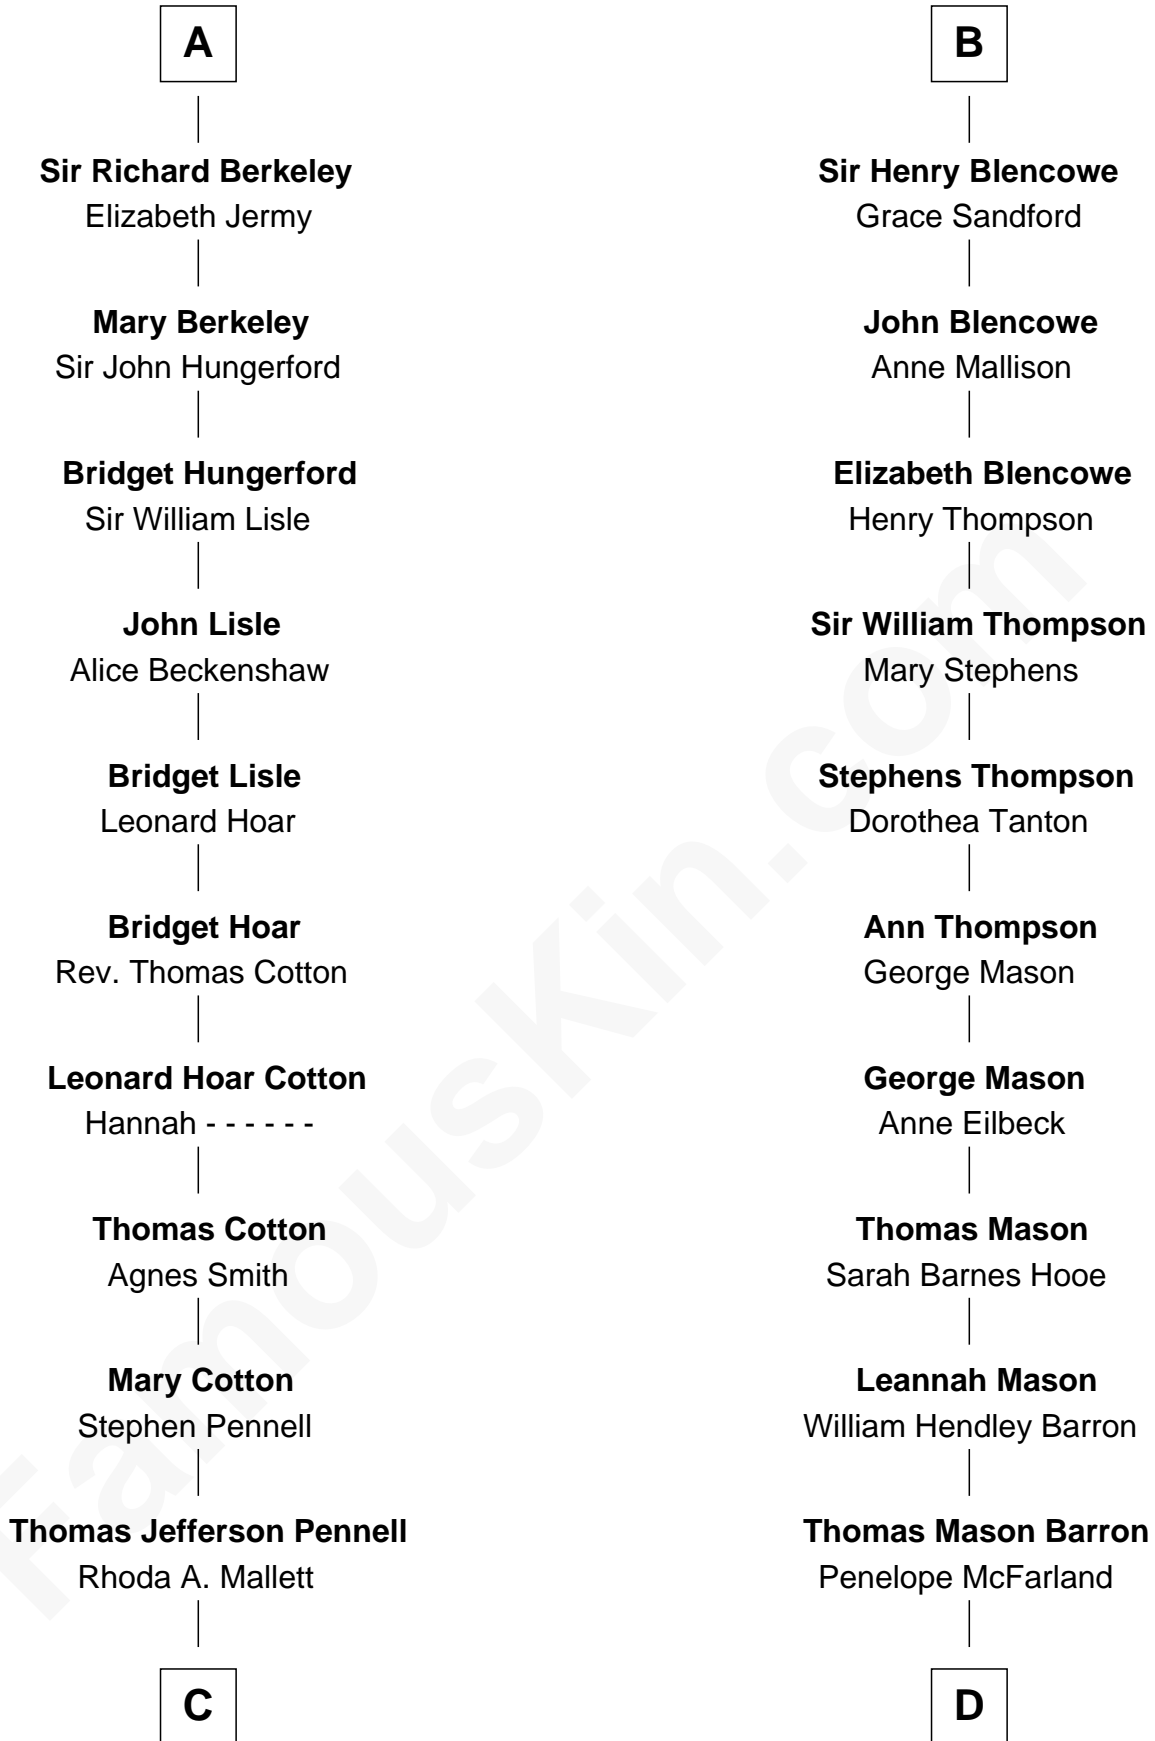 A
Sir Richard Berkeley
Elizabeth Jermy
Mary Berkeley
Sir John Hungerford
Bridget Hungerford
Sir William Lisle
John Lisle
Alice Beckenshaw
Bridget Lisle
Leonard Hoar
Bridget Hoar
Rev. Thomas Cotton
Leonard Hoar Cotton
Hannah - - - - - -
Thomas Cotton
Agnes Smith
Mary Cotton
Stephen Pennell
Thomas Jefferson Pennell
Rhoda A. Mallett
C
B
Sir Henry Blencowe
Grace Sandford
John Blencowe
Anne Mallison
Elizabeth Blencowe
Henry Thompson
Sir William Thompson
Mary Stephens
Stephens Thompson
Dorothea Tanton
Ann Thompson
George Mason
George Mason
Anne Eilbeck
Thomas Mason
Sarah Barnes Hooe
Leannah Mason
William Hendley Barron
Thomas Mason Barron
Penelope McFarland
D
FamousKin.com